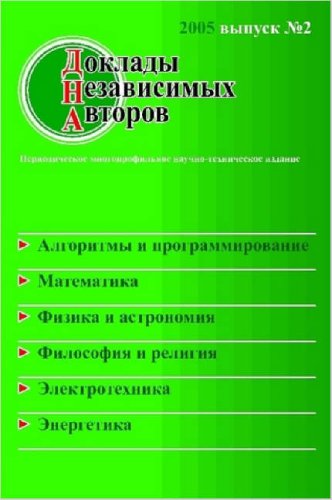 2005 выпуск №2
Доклады
Независимых
Авторов
Периодическое многопрофильное научно-техническое издание
Алгоритмы и программирование
Математика
Физика и астрономия
Философия и религия
Электротехника
Энергетика